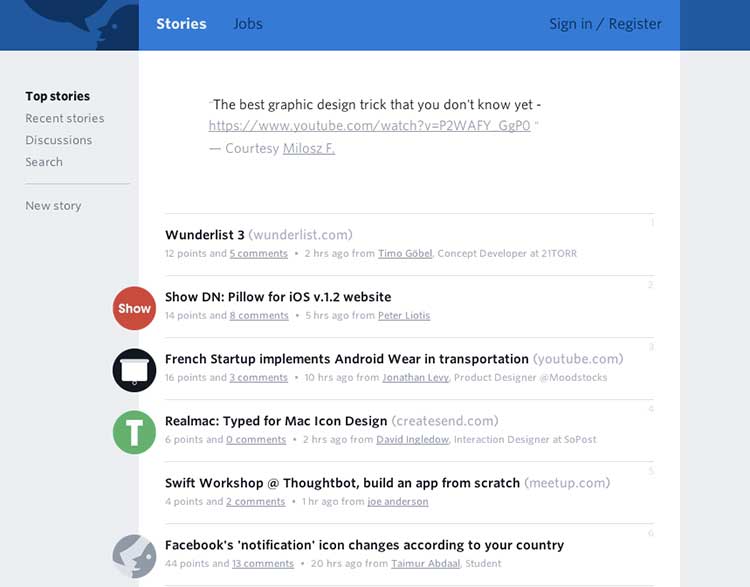 Stories Jobs Sign in / Register
Top stories
Recent stories
Discussions
Search
New story
"The best graphic design trick that you don't know yet -
https://www.youtube.com/watch?v=P2WAFY_GgP0 "
— Courtesy Milosz F.
1
Wunderlist 3 (wunderlist.com)
12 points and 5 comments • 2 hrs ago from Timo Göbel, Concept Developer at 21TORR
2
Show
Show DN: Pillow for iOS v.1.2 website
14 points and 8 comments • 5 hrs ago from Peter Liotis
3
French Startup implements Android Wear in transportation (youtube.com)
16 points and 3 comments • 10 hrs ago from Jonathan Levy, Product Designer @Moodstocks
4
T
Realmac: Typed for Mac Icon Design (createsend.com)
6 points and 0 comments • 2 hrs ago from David Ingledow, Interaction Designer at SoPost
5
Swift Workshop @ Thoughtbot, build an app from scratch (meetup.com)
4 points and 2 comments • 1 hr ago from joe anderson
6
Facebook's 'notification' icon changes according to your country
44 points and 13 comments • 20 hrs ago from Taimur Abdaal, Student